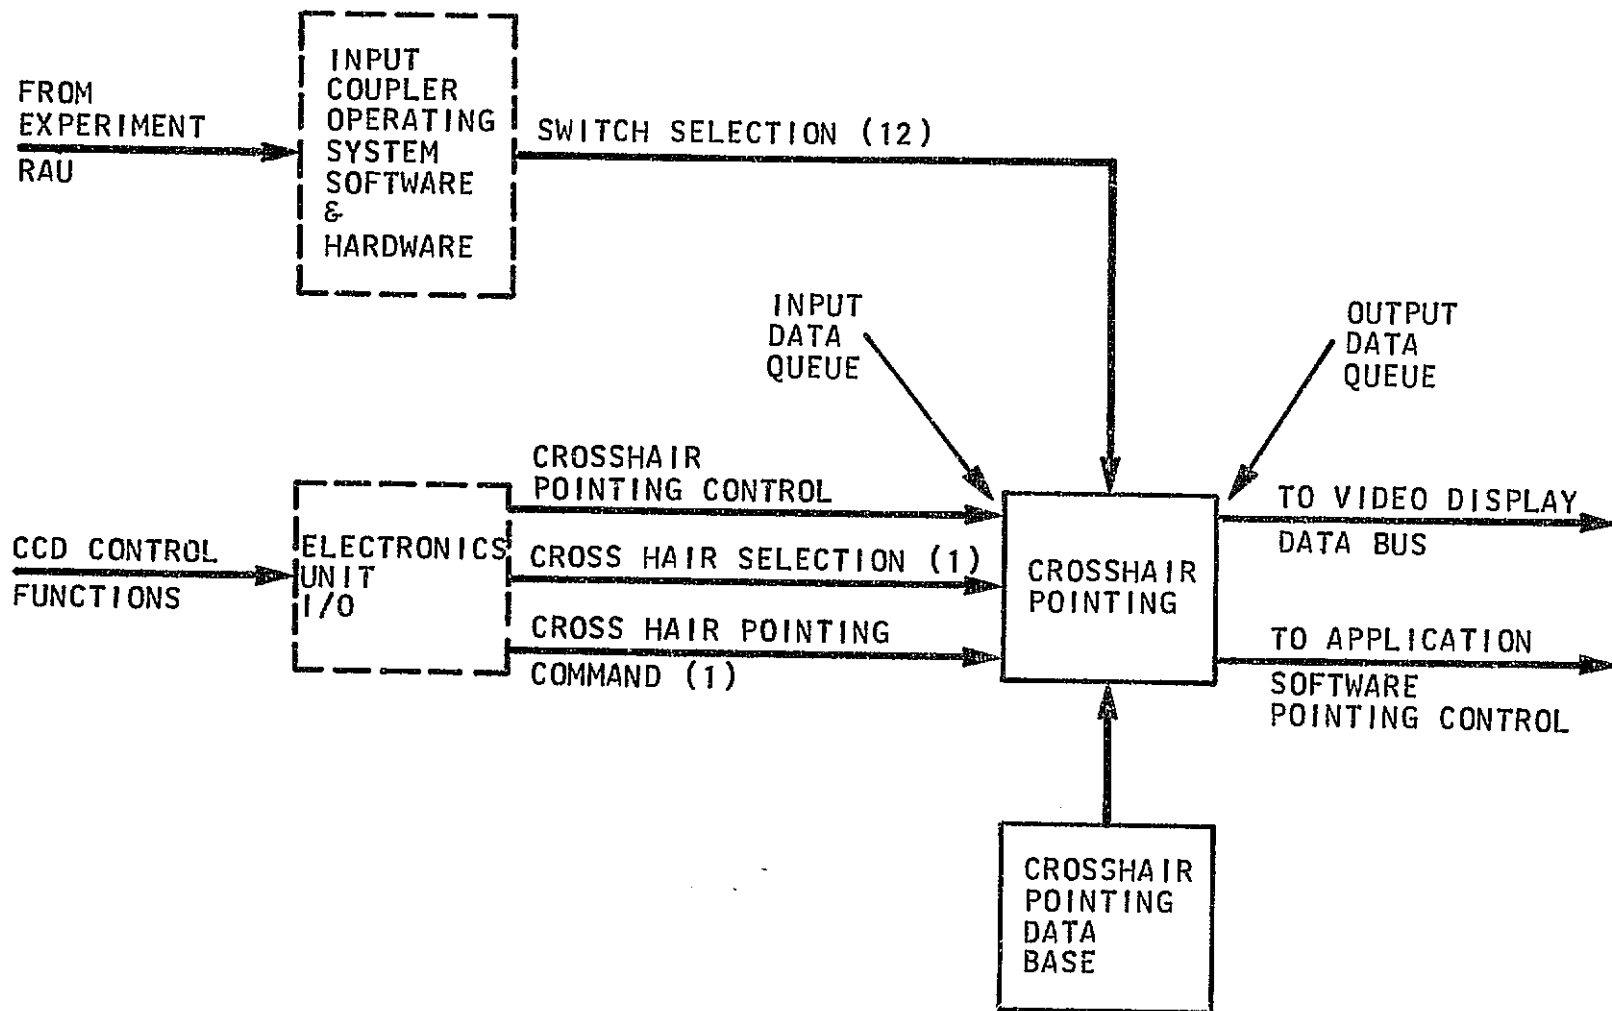 FROM
EXPERIMENT
RAU
INPUT
COUPLER
OPERATING
SYSTEM
SOFTWARE
&
HARDWARE
SWITCH SELECTION (12)
INPUT
DATA
QUEUE
OUTPUT
DATA
QUEUE
CCD CONTROL
FUNCTIONS
ELECTRONICS
UNIT
I/O
CROSSHAIR
POINTING CONTROL
CROSS HAIR SELECTION (1)
CROSS HAIR POINTING
COMMAND (1)
CROSSHAIR
POINTING
TO VIDEO DISPLAY
DATA BUS
TO APPLICATION
SOFTWARE
POINTING CONTROL
CROSSHAIR
POINTING
DATA
BASE